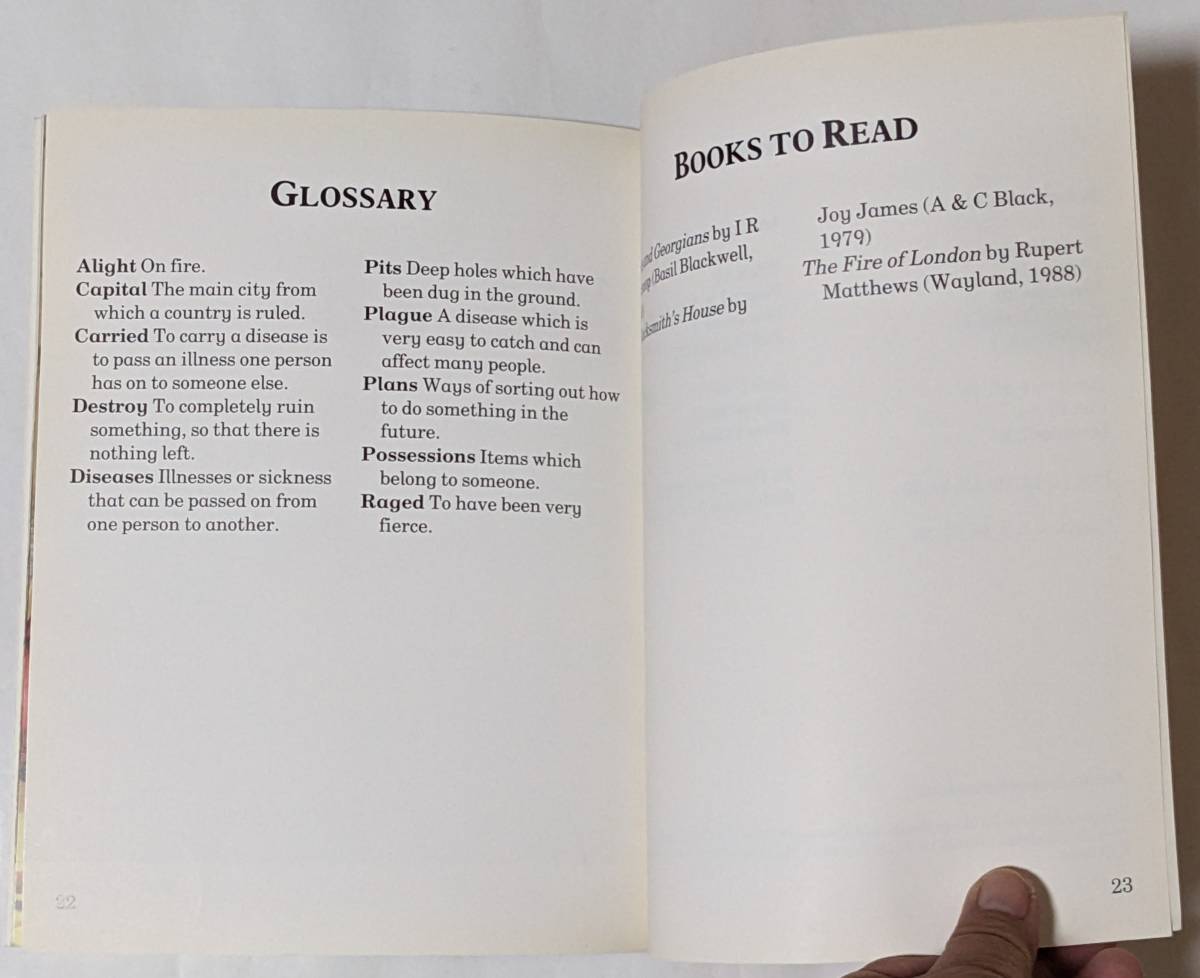 GLOSSARY
Alight On fire.
Capital The main city from
which a country is ruled.
Carried To carry a disease is
to pass an illness one person
has on to someone else.
Destroy To completely ruin
something, so that there is
nothing left.
Diseases Illnesses or sickness
that can be passed on from
one person to another.
Pits Deep holes which have
been dug in the ground.
Plague A disease which is
very easy to catch and can
affect many people.
Plans Ways of sorting out how
to do something in the
future.
Possessions Items which
belong to someone.
Raged To have been very
fierce.
22
BOOKS TO READ
and Georgians by I R
(Basil Blackwell,
House by
Joy James (A & C Black,
1979)
The Fire of London by Rupert
Matthews (Wayland, 1988)
23